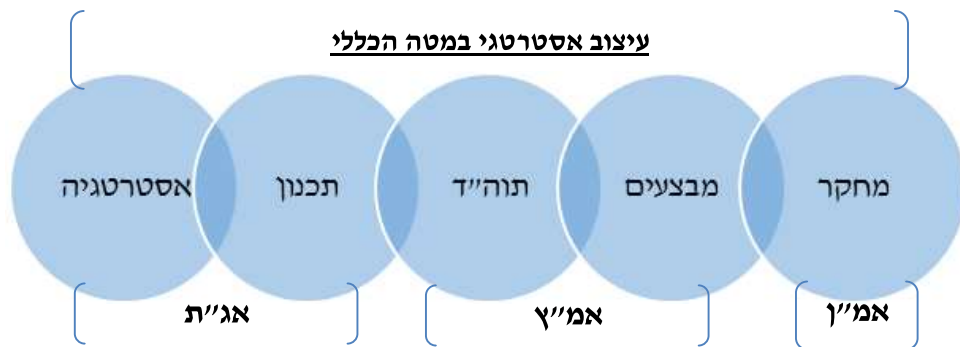 עיצוב אסטרטגי במטה הכללי
מחקר
מבצעים
תוה״ד
תכנון
אסטרטגיה
אמ״ן
אמ״ץ
אג״ת